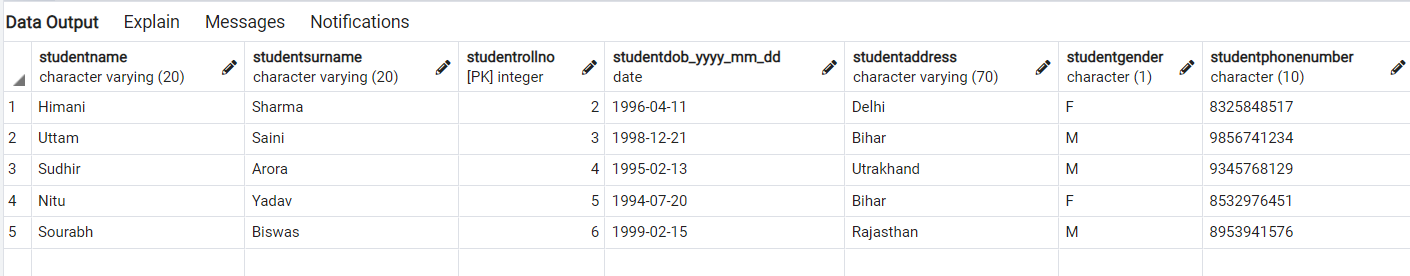 Data Output Explain Messages Notifications
studentname studentsurname studentrollno studentdob_yyyy_mm_dd studentaddress studentgender studentphonenumber
character varying (20) character varying (20) [PK] integer date character varying (70) character (1) character (10)
1 Himani Sharma 2 1996-04-11 Delhi F 8325848517
2 Uttam Saini 3 1998-12-21 Bihar M 9856741234
3 Sudhir Arora 4 1995-02-13 Utrakhand M 9345768129
4 Nitu Yadav 5 1994-07-20 Bihar F 8532976451
5 Sourabh Biswas 6 1999-02-15 Rajasthan M 8953941576